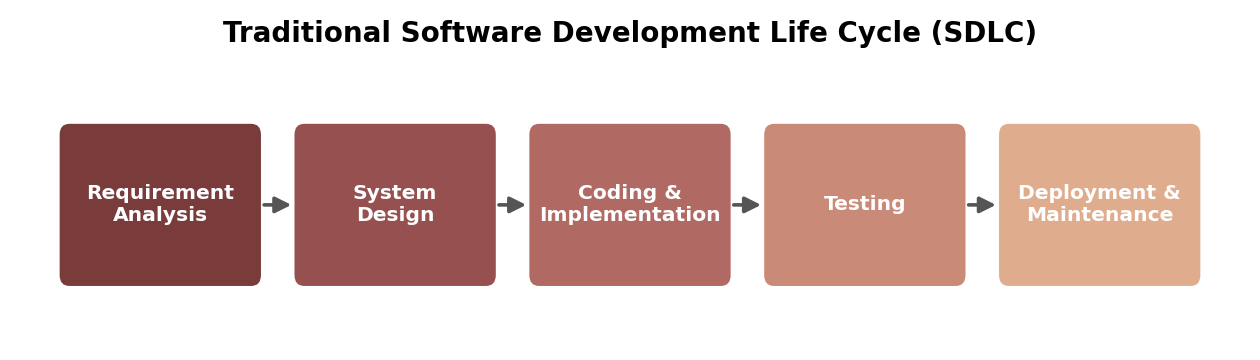 Traditional Software Development Life Cycle (SDLC)
Requirement
Analysis
System
Design
Coding &
Implementation
Testing
Deployment &
Maintenance